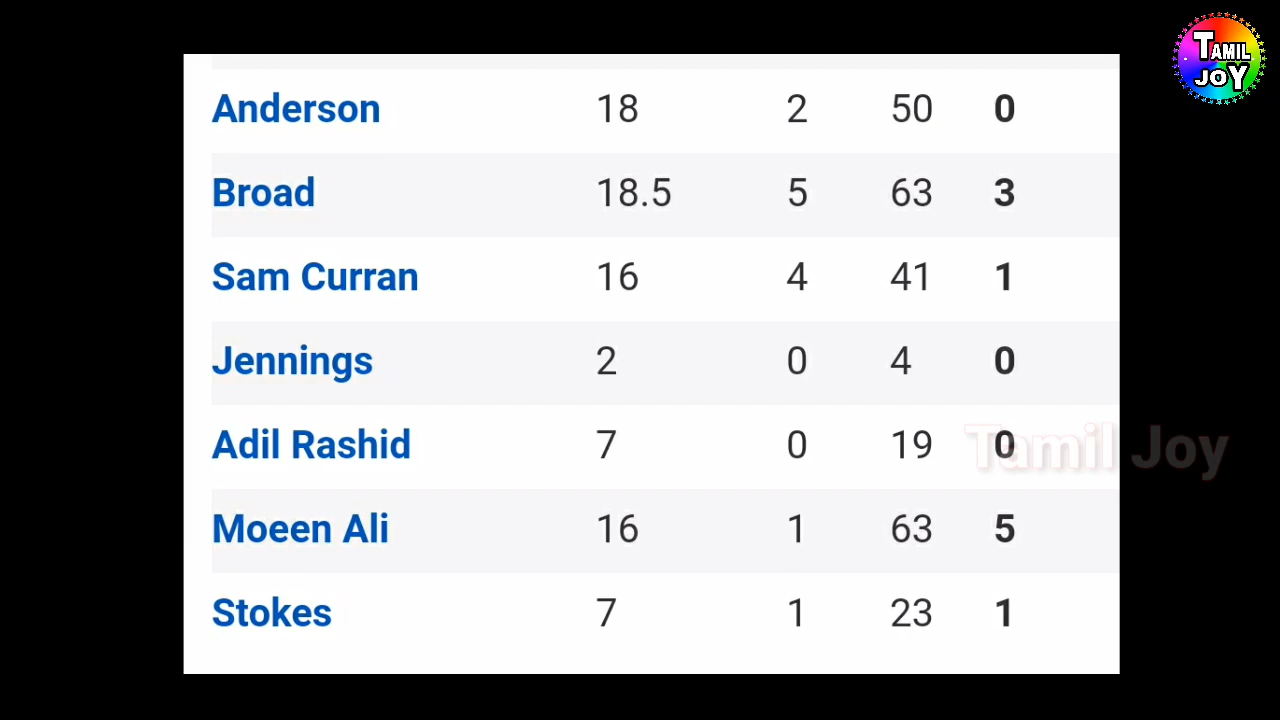 TAMIL
JOY
Anderson 18 2 50 0
Broad 18.5 5 63 3
Sam Curran 16 4 41 1
Jennings 2 0 4 0
Adil Rashid 7 0 19 0
Tamil Joy
Moeen Ali 16 1 63 5
Stokes 7 1 23 1